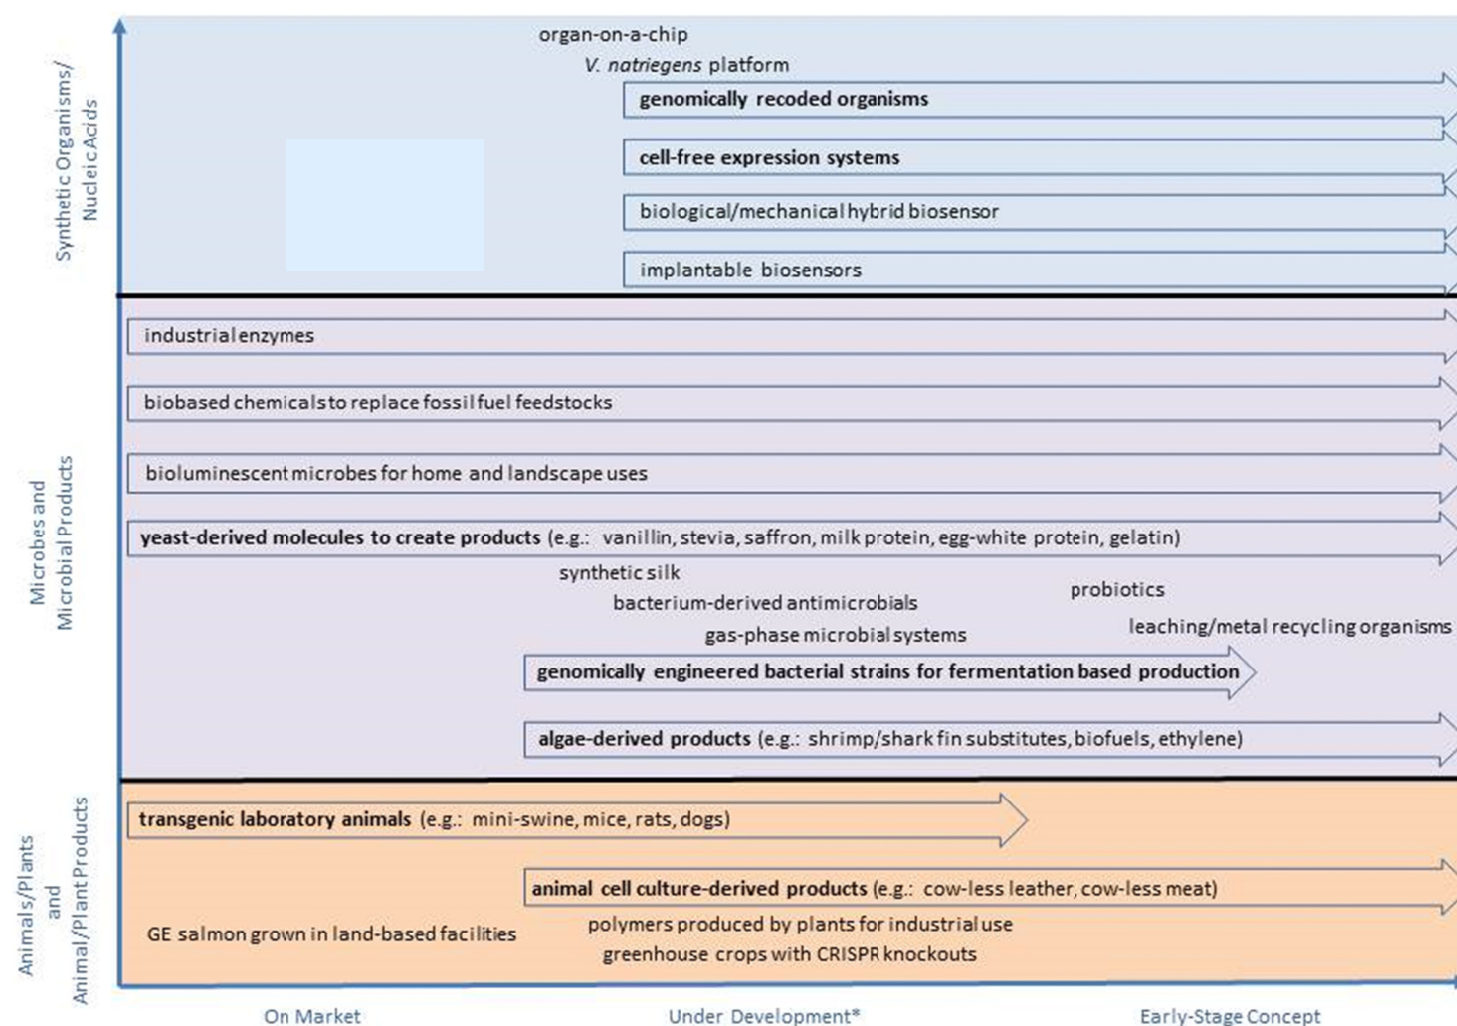 Synthetic Organisms/
Nucleic Acids
organ-on-a-chip
V. natriegens platform
genomically recoded organisms
cell-free expression systems
biological/mechanical hybrid biosensor
implantable biosensors
Microbes and
Microbial Products
industrial enzymes
biobased chemicals to replace fossil fuel feedstocks
bioluminescent microbes for home and landscape uses
yeast-derived molecules to create products (e.g.: vanillin, stevia, saffron, milk protein, egg-white protein, gelatin)
synthetic silk
probiotics
bacterium-derived antimicrobials
leaching/metal recycling organisms
gas-phase microbial systems
genomically engineered bacterial strains for fermentation based production
algae-derived products (e.g.: shrimp/shark fin substitutes, biofuels, ethylene)
Animals/Plants
and
Animal/Plant Products
transgenic laboratory animals (e.g.: mini-swine, mice, rats, dogs)
animal cell culture-derived products (e.g.: cow-less leather, cow-less meat)
polymers produced by plants for industrial use
GE salmon grown in land-based facilities
greenhouse crops with CRISPR knockouts
On Market
Under Development*
Early-Stage Concept